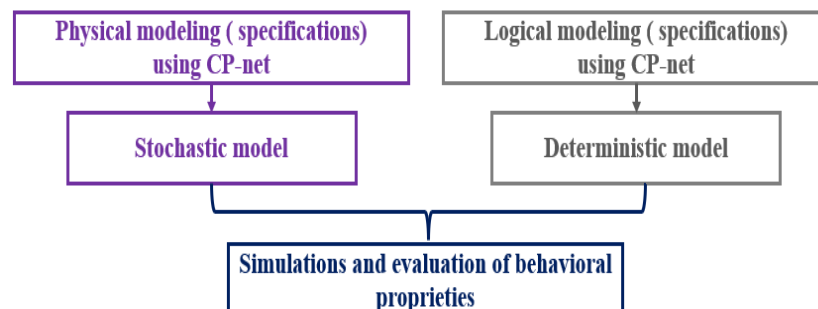 Physical modeling ( specifications)
using CP-net
Logical modeling ( specifications)
using CP-net
Stochastic model
Deterministic model
Simulations and evaluation of behavioral
proprieties